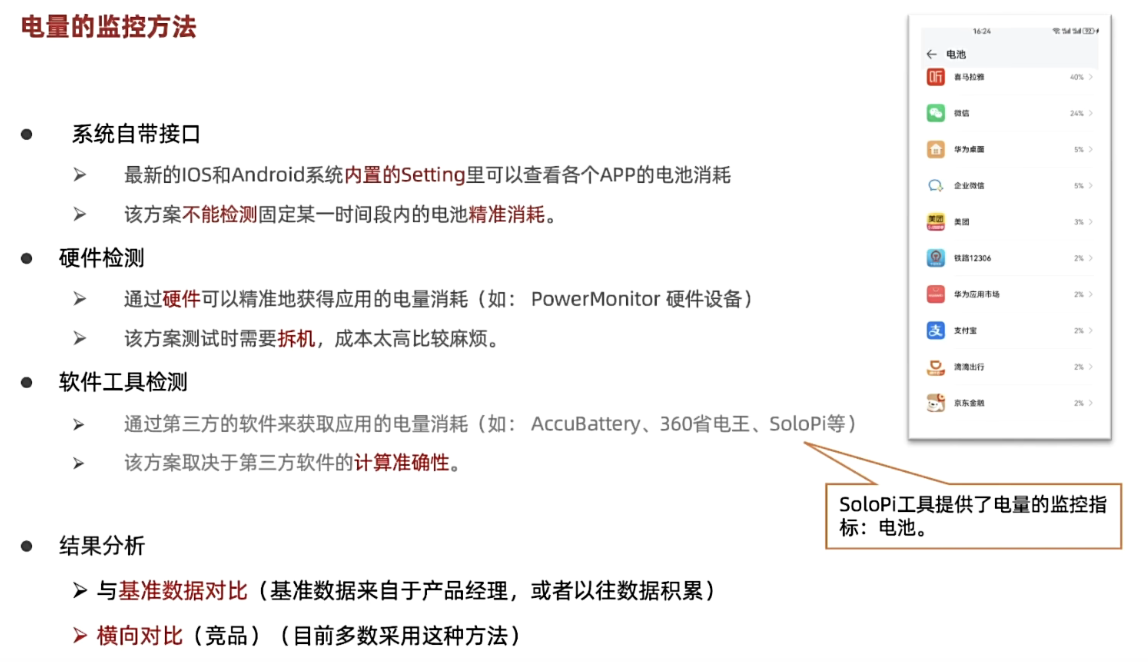 电量的监控方法
系统自带接口
最新的IOS和Android系统内置的Setting里可以查看各个APP的电池消耗
该方案不能检测固定某一时间段内的电池精准消耗。
硬件检测
通过硬件可以精准地获得应用的电量消耗（如： PowerMonitor 硬件设备）
该方案测试时需要拆机，成本太高比较麻烦。
软件工具检测
通过第三方的软件来获取应用的电量消耗（如： AccuBattery、360省电王、SoloPi等）
该方案取决于第三方软件的计算准确性。
结果分析
与基准数据对比（基准数据来自于产品经理，或者以往数据积累）
横向对比（竞品）（目前多数采用这种方法）
16:24
电池
喜马拉雅 40%
微信 24%
华为桌面 5%
企业微信 5%
美团 3%
铁路12306 2%
华为应用市场 2%
支付宝 2%
滴滴出行 2%
京东金融 2%
SoloPi工具提供了电量的监控指
标：电池。